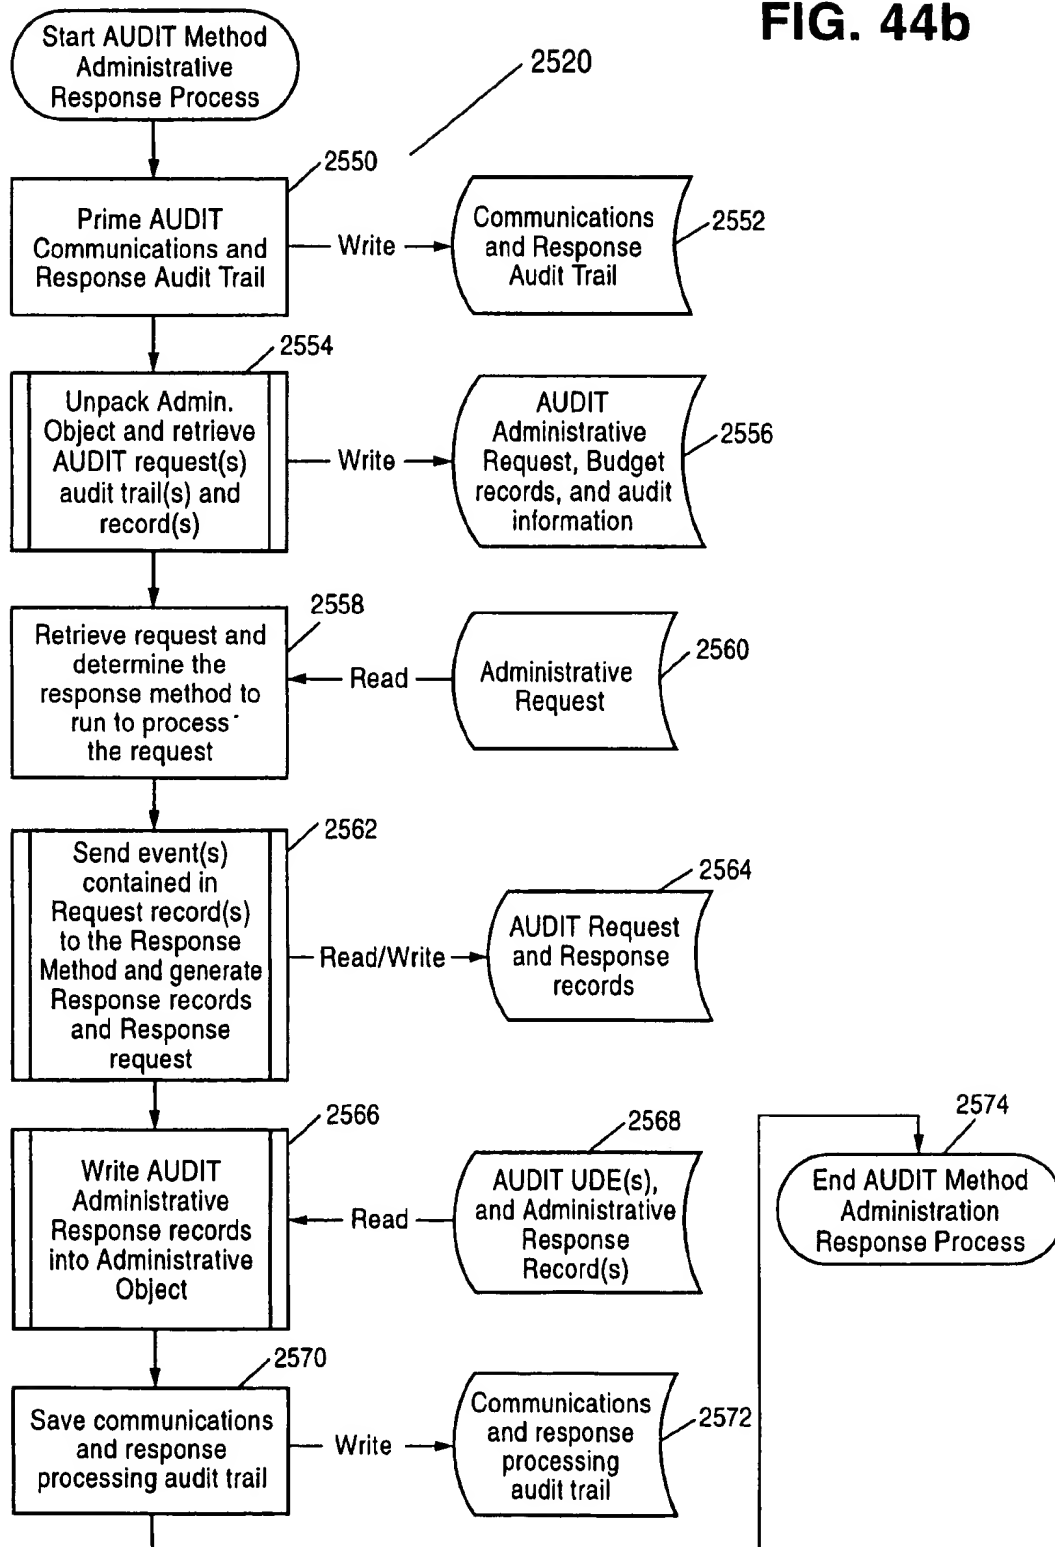 FIG. 44b
Start AUDIT Method
Administrative
Response Process
2520
2550
Prime AUDIT
Communications and
Response Audit Trail
Write
Communications
and Response
Audit Trail
2552
2554
Unpack Admin.
Object and retrieve
AUDIT request(s)
audit trail(s) and
record(s)
Write
AUDIT
Administrative
Request, Budget
records, and audit
information
2556
2558
Retrieve request and
determine the
response method to
run to process
the request
Read
Administrative
Request
2560
2562
Send event(s)
contained in
Request record(s)
to the Response
Method and generate
Response records
and Response
request
Read/Write
AUDIT Request
and Response
records
2564
2566
Write AUDIT
Administrative
Response records
into Administrative
Object
Read
AUDIT UDE(s),
and Administrative
Response
Record(s)
2568
2570
Save communications
and response
processing audit trail
Write
Communications
and response
processing
audit trail
2572
2574
End AUDIT Method
Administration
Response Process